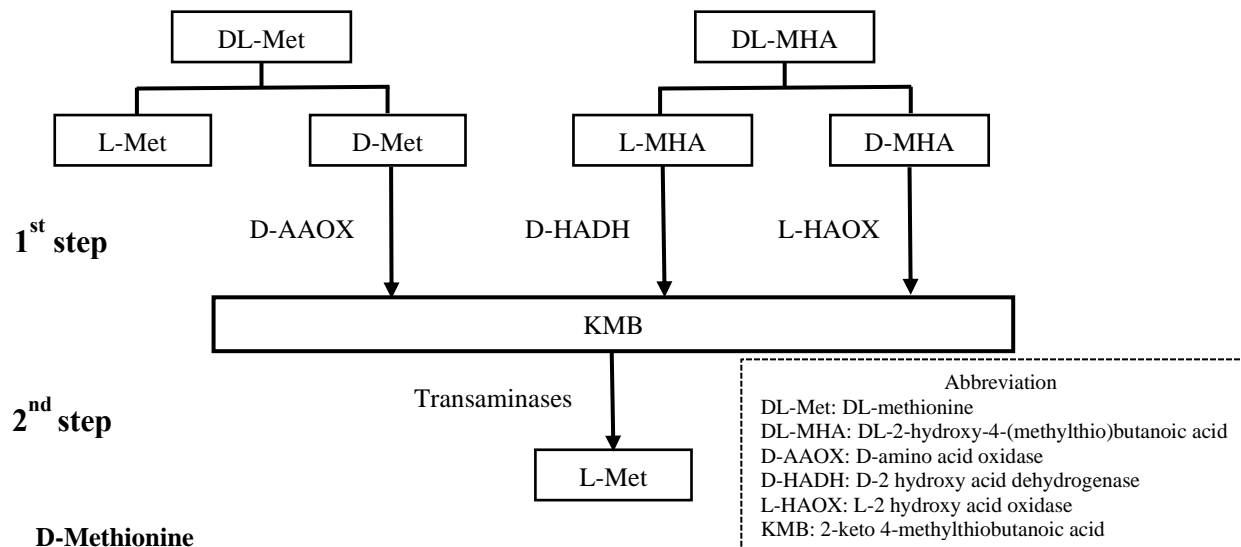 DL-Met DL-MHA
L-Met D-Met L-MHA D-MHA
1st step D-AAOX D-HADH L-HAOX
KMB
2nd step Transaminases
L-Met
Abbreviation
DL-Met: DL-methionine
DL-MHA: DL-2-hydroxy-4-(methylthio)butanoic acid
D-AAOX: D-amino acid oxidase
D-HADH: D-2 hydroxy acid dehydrogenase
L-HAOX: L-2 hydroxy acid oxidase
KMB: 2-keto 4-methylthiobutanoic acid
D-Methionine